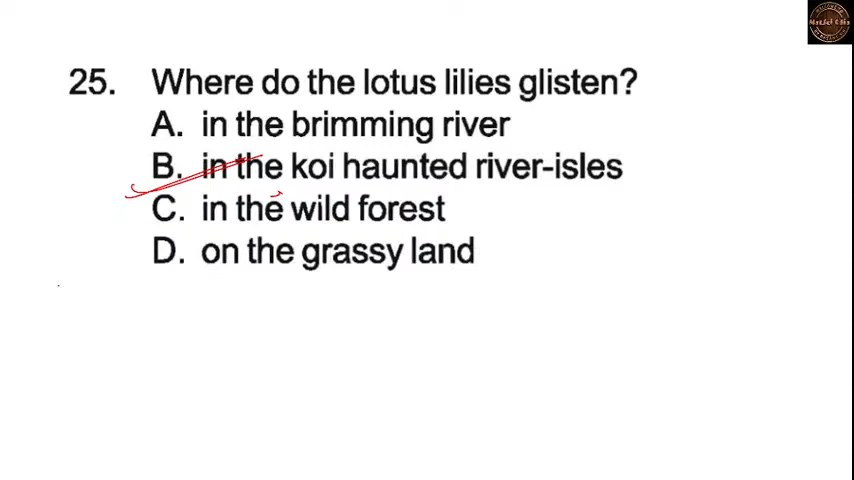 25. Where do the lotus lilies glisten?
A. in the brimming river
B. in the koi haunted river-isles
C. in the wild forest
D. on the grassy land